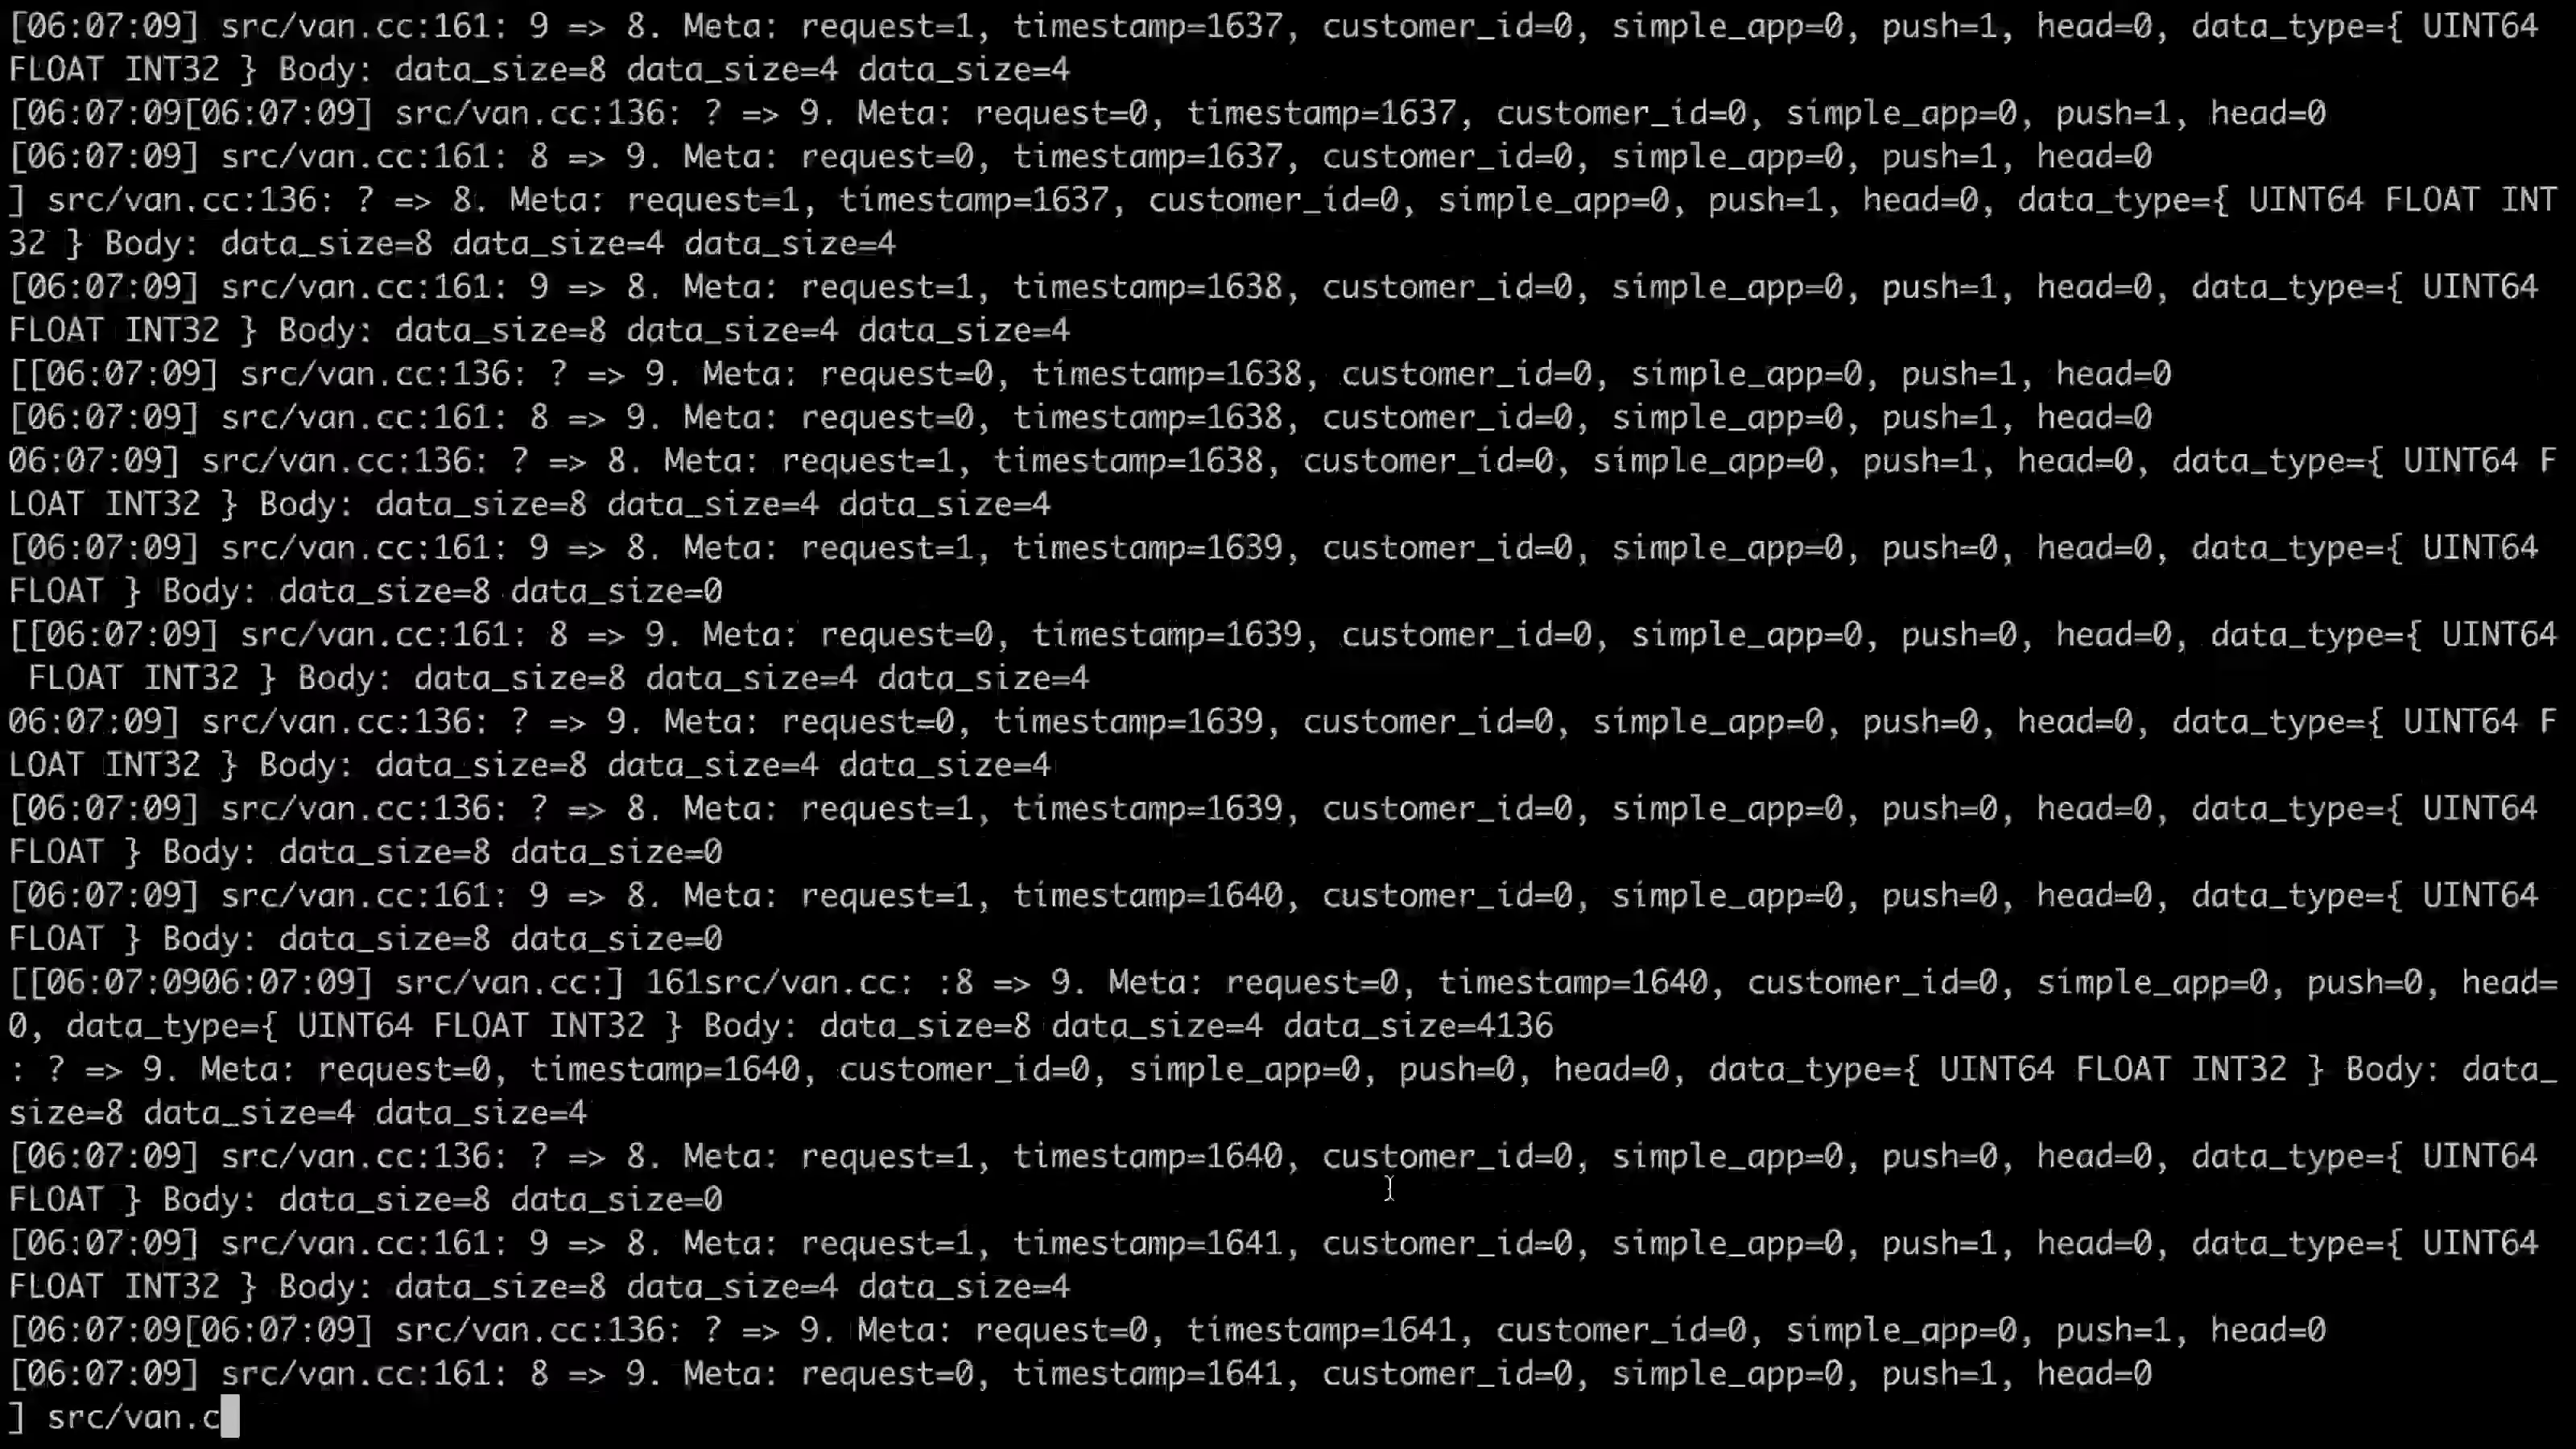 [06:07:09] src/van.cc:161: 9 => 8. Meta: request=1, timestamp=1637, customer_id=0, simple_app=0, push=1, head=0, data_type={ UINT64
FLOAT INT32 } Body: data_size=8 data_size=4 data_size=4
[06:07:09[06:07:09] src/van.cc:136: ? => 9. Meta: request=0, timestamp=1637, customer_id=0, simple_app=0, push=1, head=0
[06:07:09] src/van.cc:161: 8 => 9. Meta: request=0, timestamp=1637, customer_id=0, simple_app=0, push=1, head=0
] src/van.cc:136: ? => 8. Meta: request=1, timestamp=1637, customer_id=0, simple_app=0, push=1, head=0, data_type={ UINT64 FLOAT INT
32 } Body: data_size=8 data_size=4 data_size=4
[06:07:09] src/van.cc:161: 9 => 8. Meta: request=1, timestamp=1638, customer_id=0, simple_app=0, push=1, head=0, data_type={ UINT64
FLOAT INT32 } Body: data_size=8 data_size=4 data_size=4
[[06:07:09] src/van.cc:136: ? => 9. Meta: request=0, timestamp=1638, customer_id=0, simple_app=0, push=1, head=0
[06:07:09] src/van.cc:161: 8 => 9. Meta: request=0, timestamp=1638, customer_id=0, simple_app=0, push=1, head=0
06:07:09] src/van.cc:136: ? => 8. Meta: request=1, timestamp=1638, customer_id=0, simple_app=0, push=1, head=0, data_type={ UINT64 F
LOAT INT32 } Body: data_size=8 data_size=4 data_size=4
[06:07:09] src/van.cc:161: 9 => 8. Meta: request=1, timestamp=1639, customer_id=0, simple_app=0, push=0, head=0, data_type={ UINT64
FLOAT } Body: data_size=8 data_size=0
[[06:07:09] src/van.cc:161: 8 => 9. Meta: request=0, timestamp=1639, customer_id=0, simple_app=0, push=0, head=0, data_type={ UINT64
FLOAT INT32 } Body: data_size=8 data_size=4 data_size=4
06:07:09] src/van.cc:136: ? => 9. Meta: request=0, timestamp=1639, customer_id=0, simple_app=0, push=0, head=0, data_type={ UINT64 F
LOAT INT32 } Body: data_size=8 data_size=4 data_size=4
[06:07:09] src/van.cc:136: ? => 8. Meta: request=1, timestamp=1639, customer_id=0, simple_app=0, push=0, head=0, data_type={ UINT64
FLOAT } Body: data_size=8 data_size=0
[06:07:09] src/van.cc:161: 9 => 8. Meta: request=1, timestamp=1640, customer_id=0, simple_app=0, push=0, head=0, data_type={ UINT64
FLOAT } Body: data_size=8 data_size=0
[[06:07:0906:07:09] src/van.cc:] 161src/van.cc: :8 => 9. Meta: request=0, timestamp=1640, customer_id=0, simple_app=0, push=0, head=
0, data_type={ UINT64 FLOAT INT32 } Body: data_size=8 data_size=4 data_size=4136
: ? => 9. Meta: request=0, timestamp=1640, customer_id=0, simple_app=0, push=0, head=0, data_type={ UINT64 FLOAT INT32 } Body: data_
size=8 data_size=4 data_size=4
[06:07:09] src/van.cc:136: ? => 8. Meta: request=1, timestamp=1640, customer_id=0, simple_app=0, push=0, head=0, data_type={ UINT64
FLOAT } Body: data_size=8 data_size=0
[06:07:09] src/van.cc:161: 9 => 8. Meta: request=1, timestamp=1641, customer_id=0, simple_app=0, push=1, head=0, data_type={ UINT64
FLOAT INT32 } Body: data_size=8 data_size=4 data_size=4
[06:07:09[06:07:09] src/van.cc:136: ? => 9. Meta: request=0, timestamp=1641, customer_id=0, simple_app=0, push=1, head=0
[06:07:09] src/van.cc:161: 8 => 9. Meta: request=0, timestamp=1641, customer_id=0, simple_app=0, push=1, head=0
] src/van.c